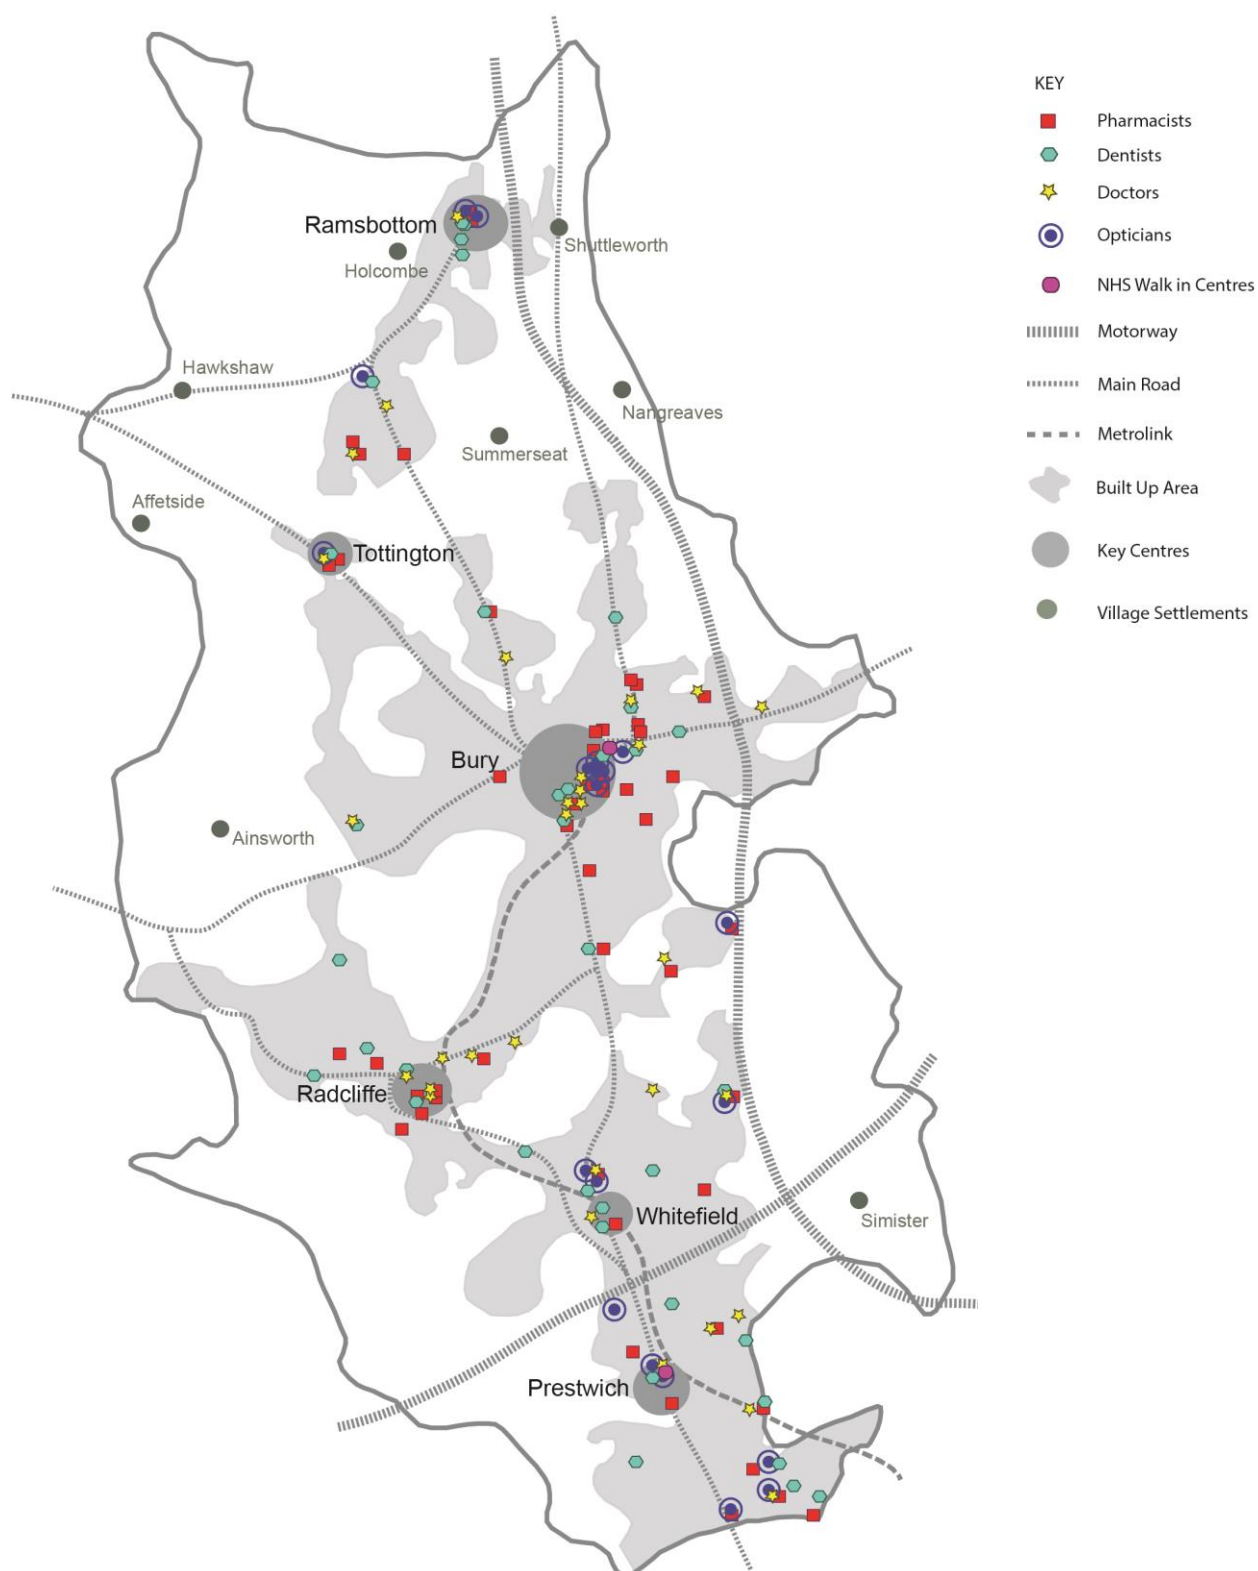 KEY
Pharmacists
Dentists
Doctors
Opticians
NHS Walk in Centres
Motorway
Main Road
Metrolink
Built Up Area
Key Centres
Village Settlements
Ramsbottom
Shuttleworth
Holcombe
Hawkshaw
Nangreaves
Summerseat
Affetside
Tottington
Bury
Ainsworth
Radcliffe
Whitefield
Simister
Prestwich